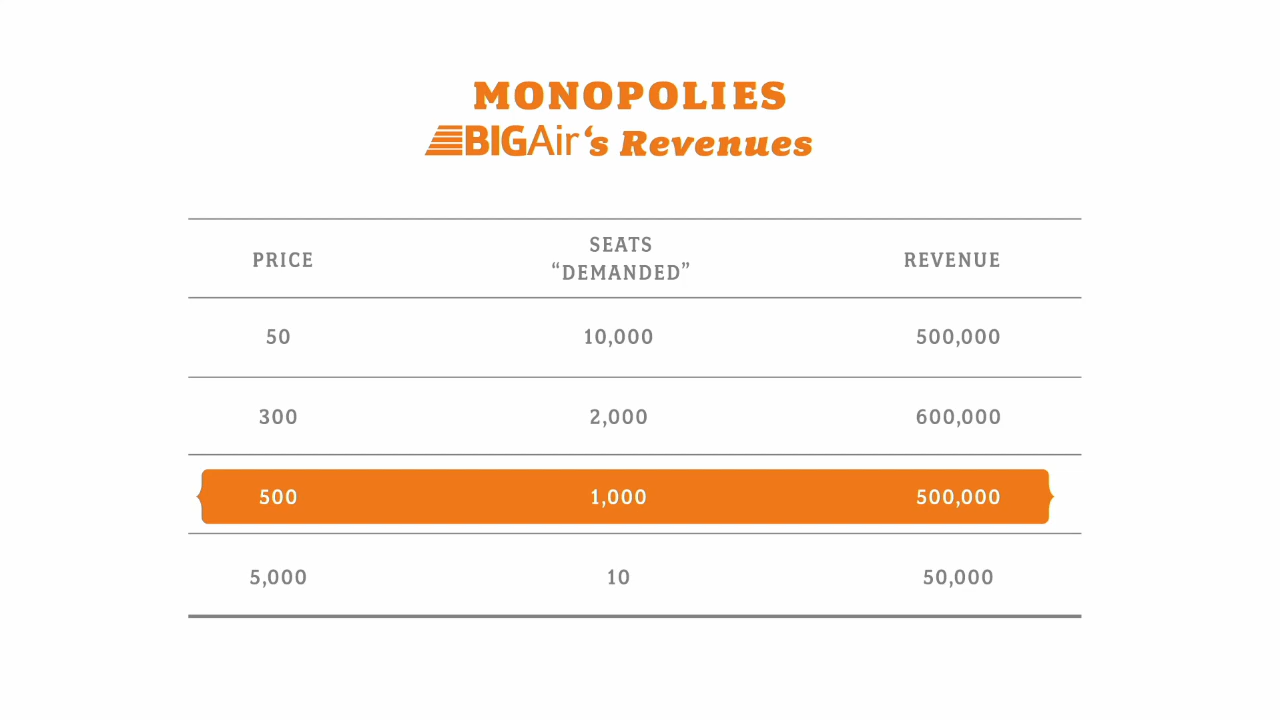 MONOPOLIES
BIGAir‘s Revenues
PRICE SEATS “DEMANDED” REVENUE
50 10,000 500,000
300 2,000 600,000
500 1,000 500,000
5,000 10 50,000